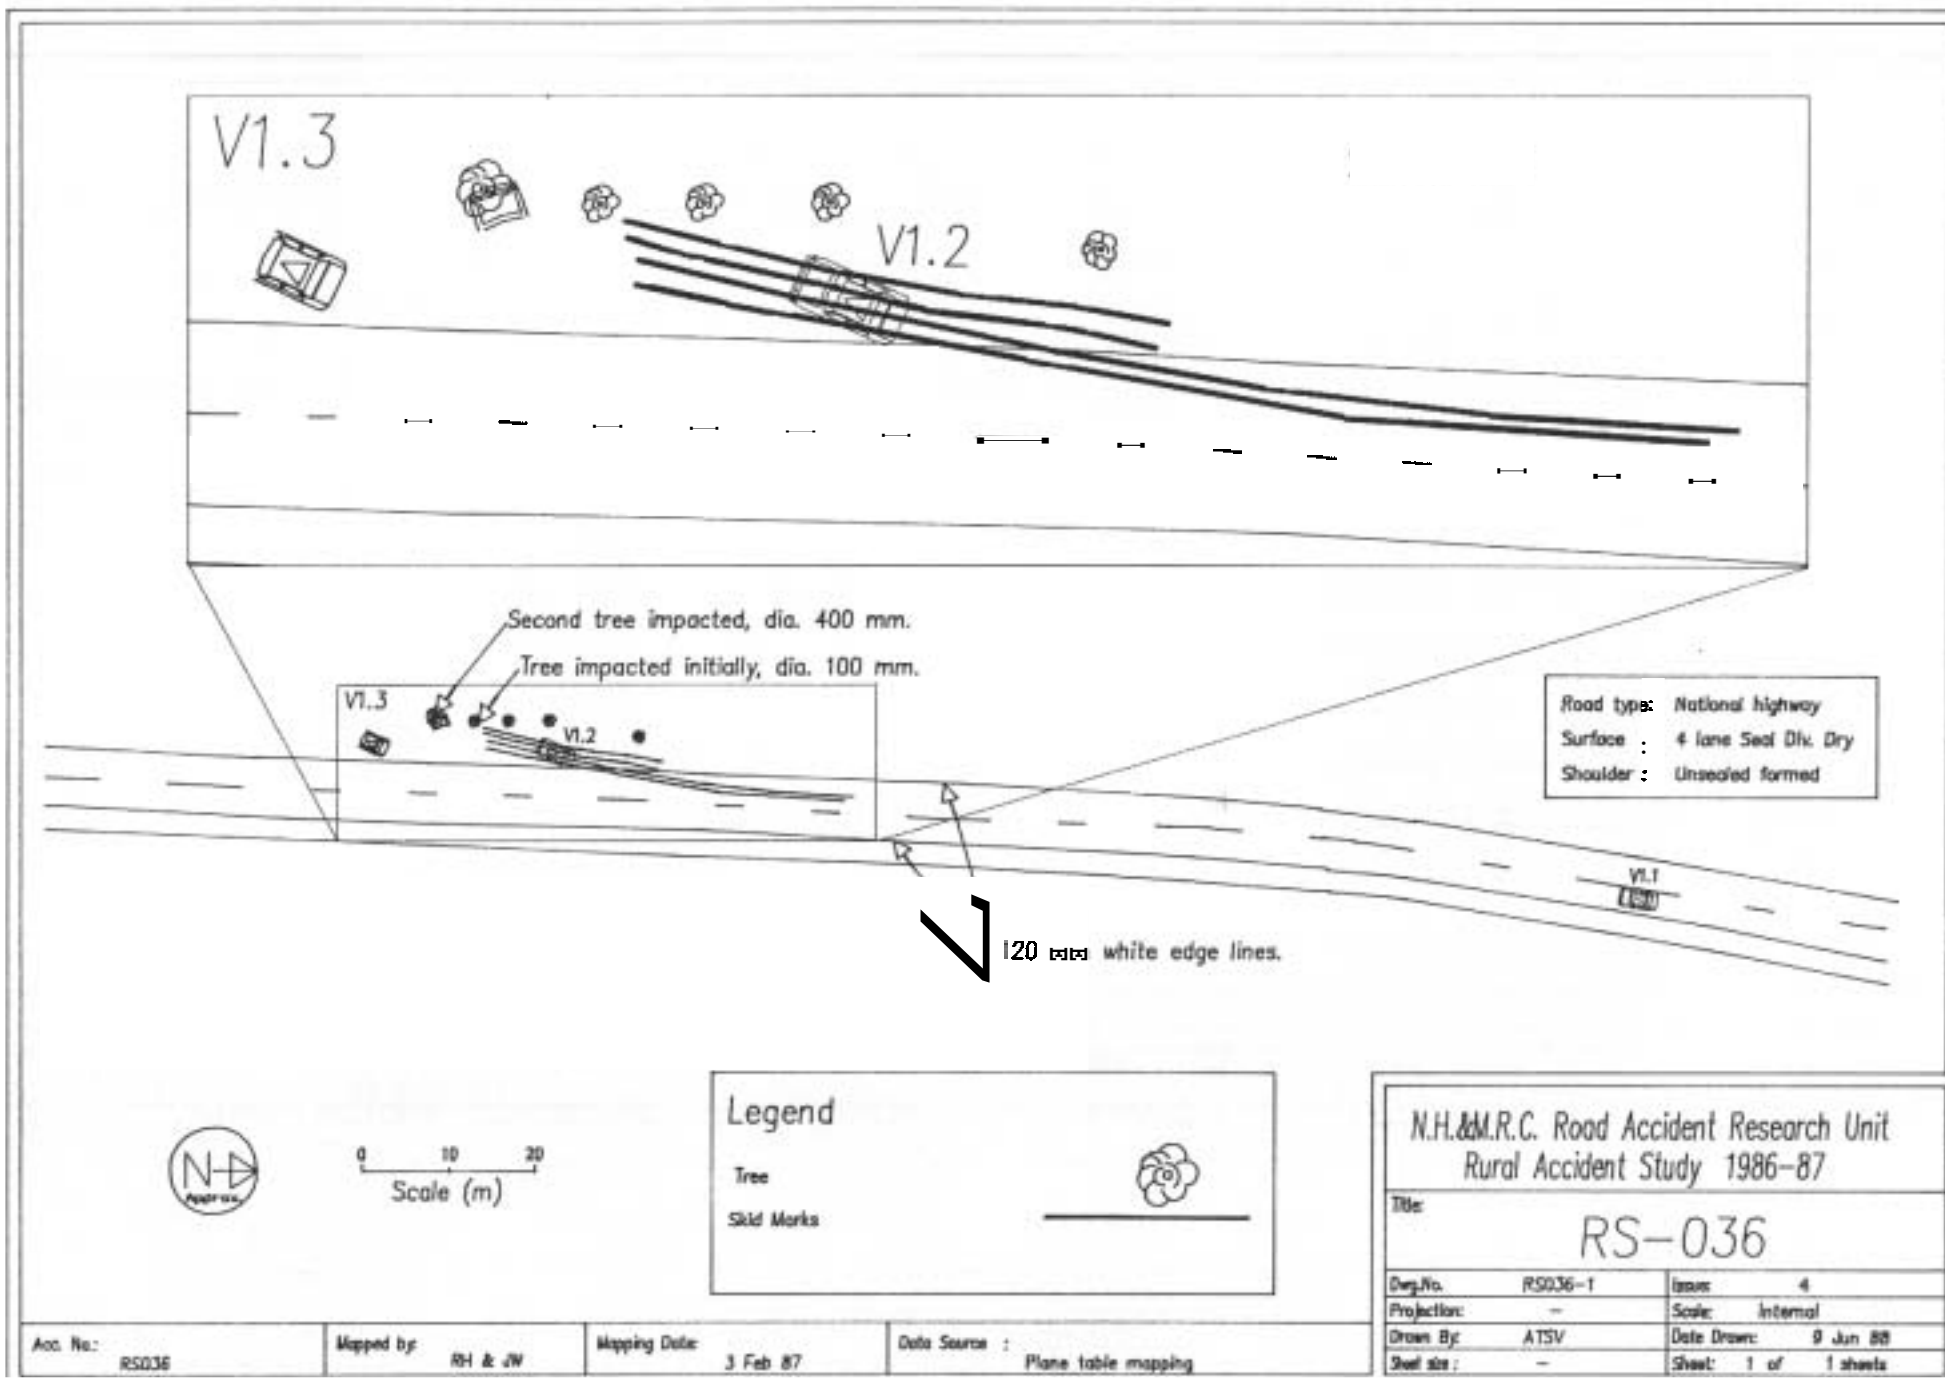 V1.3
V1.2
Second tree impacted, dia. 400 mm.
Tree impacted initially, dia. 100 mm.
V1.3
V1.2
Road type: National highway
Surface : 4 lane Seal Div. Dry
Shoulder : Unsealed formed
V1.1
120 mm white edge lines.
N
Approx.
0 10 20
Scale (m)
Legend
Tree
Skid Marks
N.H.&M.R.C. Road Accident Research Unit
Rural Accident Study 1986-87
Title:
RS-036
Dwg.No. RS036-1 Issue: 4
Projection: - Scale: Internal
Drawn By: ATSV Date Drawn: 9 Jun 88
Sheet size : - Sheet: 1 of 1 sheets
Acc. No.: RS036
Mapped by: RH & JW
Mapping Date: 3 Feb 87
Data Source : Plane table mapping